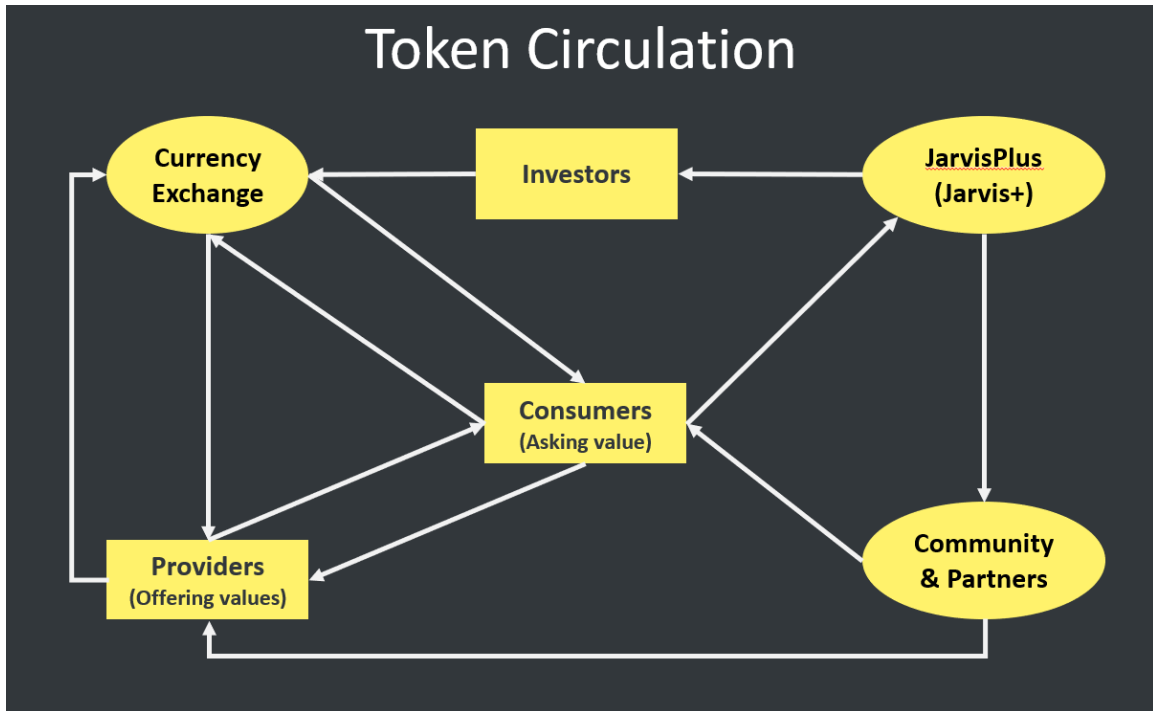 Token Circulation
Currency
Exchange
Investors
JarvisPlus
(Jarvis+)
Consumers
(Asking value)
Providers
(Offering values)
Community
& Partners